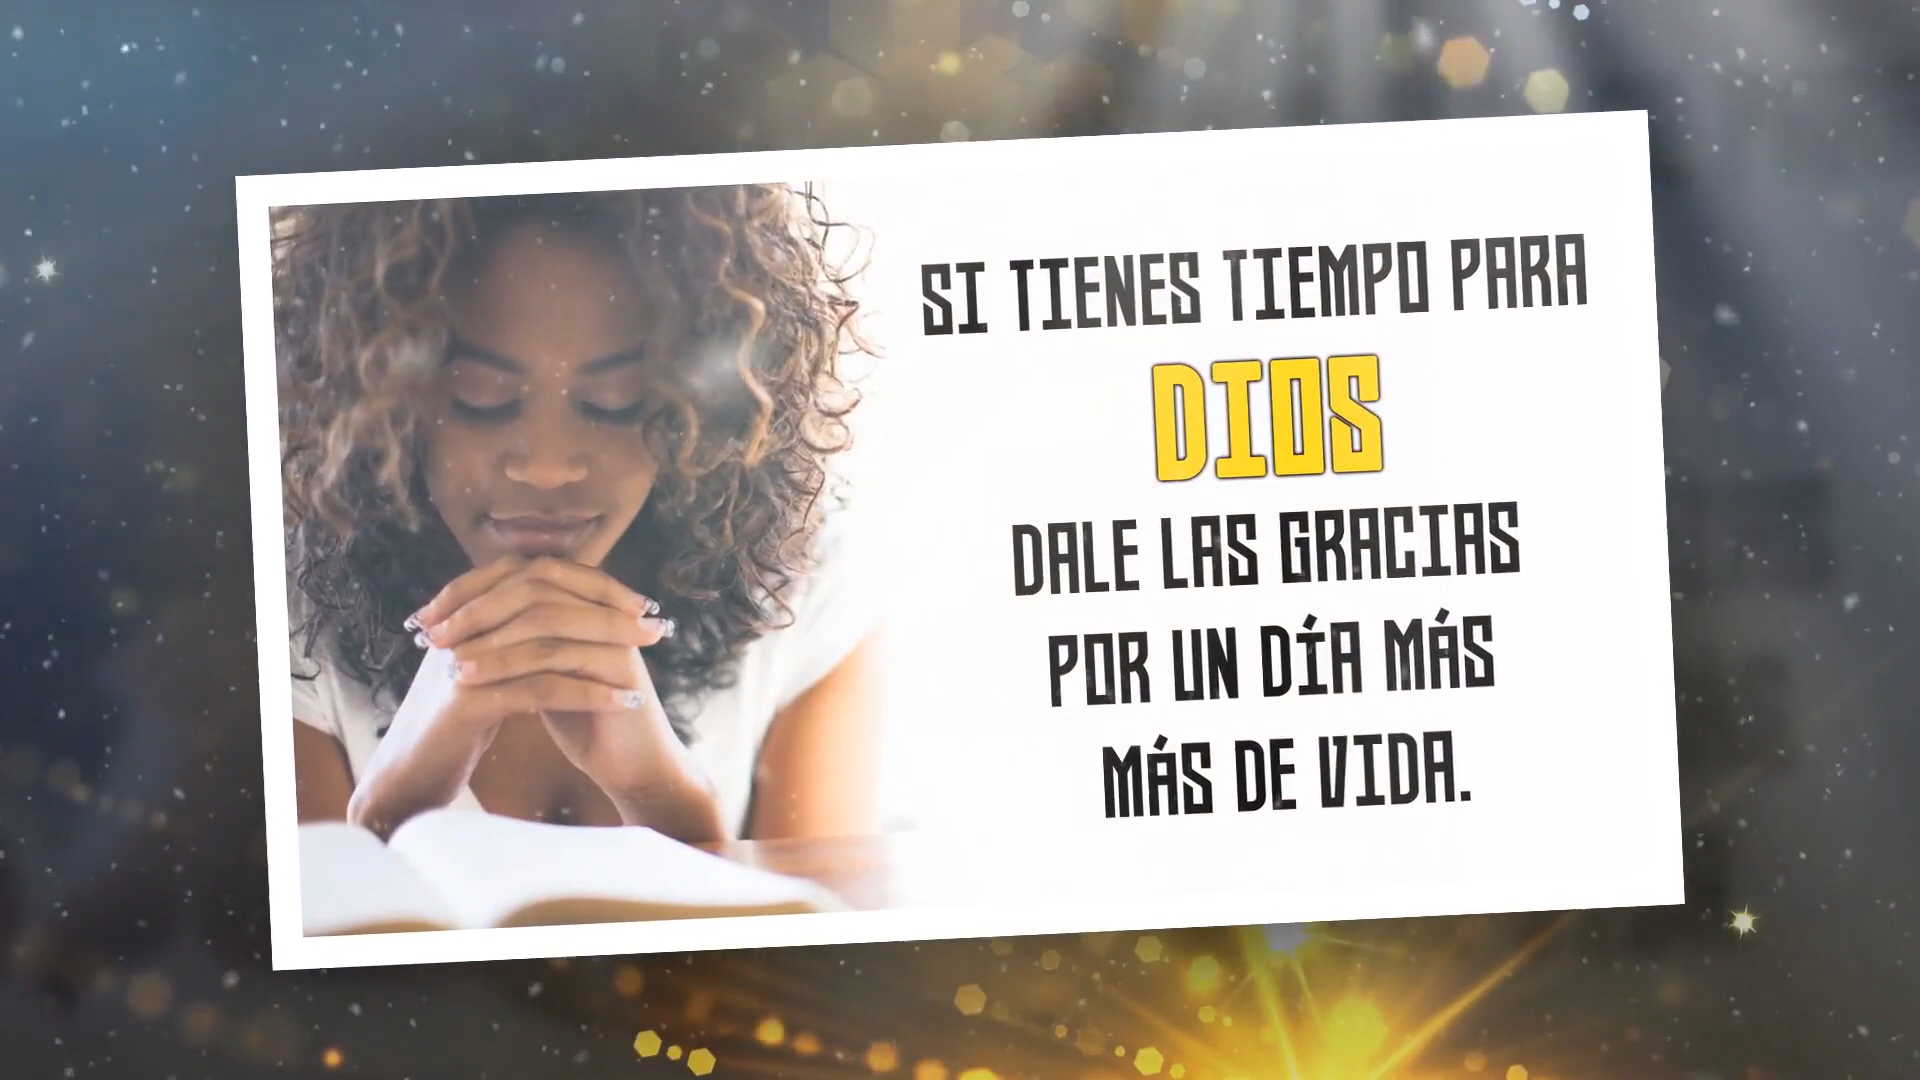 SI TIENES TIEMPO PARA
DIOS
DALE LAS GRACIAS
POR UN DÍA MÁS
MÁS DE VIDA.